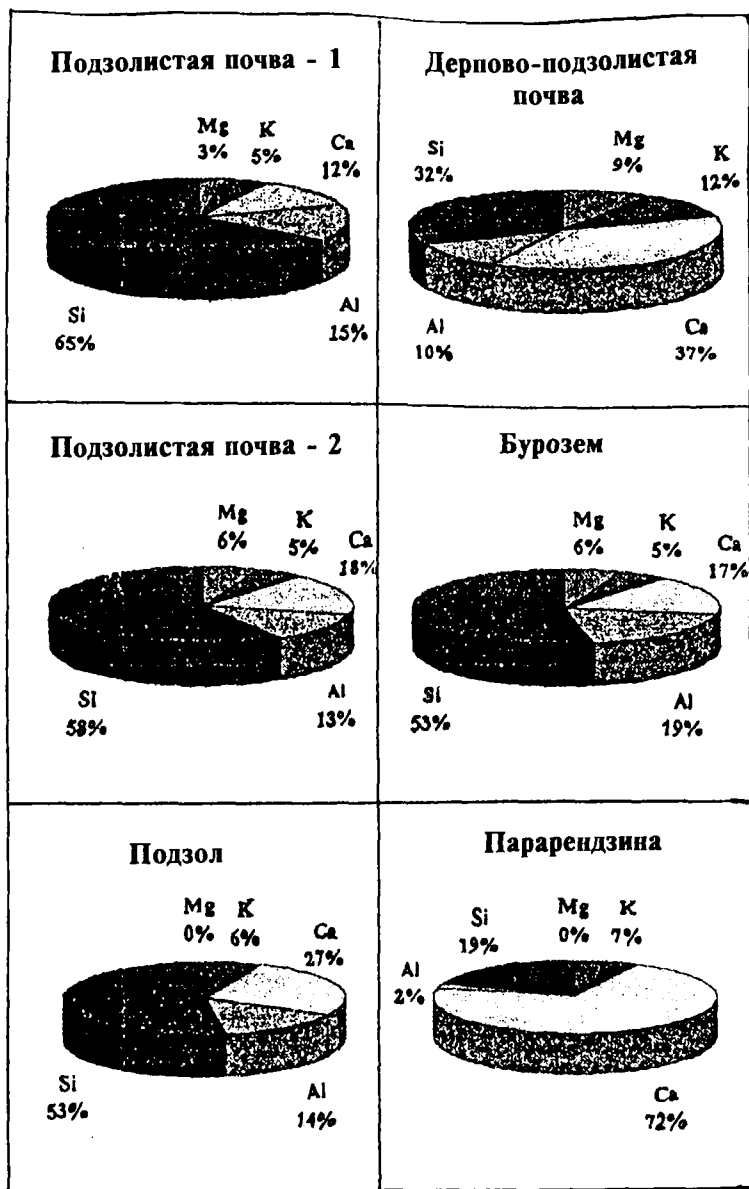 Подзолистая почва - 1
Mg K Ca
3% 5% 12%
Si Al
65% 15%
Дерново-подзолистая
почва
Si Mg K
32% 9% 12%
Al Ca
10% 37%
Подзолистая почва - 2
Mg K Ca
6% 5% 18%
Si Al
58% 13%
Бурозем
Mg K Ca
6% 5% 17%
Si Al
53% 19%
Подзол
Mg K Ca
0% 6% 27%
Si Al
53% 14%
Парарендзина
Si Mg K
19% 0% 7%
Al
2%
Ca
72%